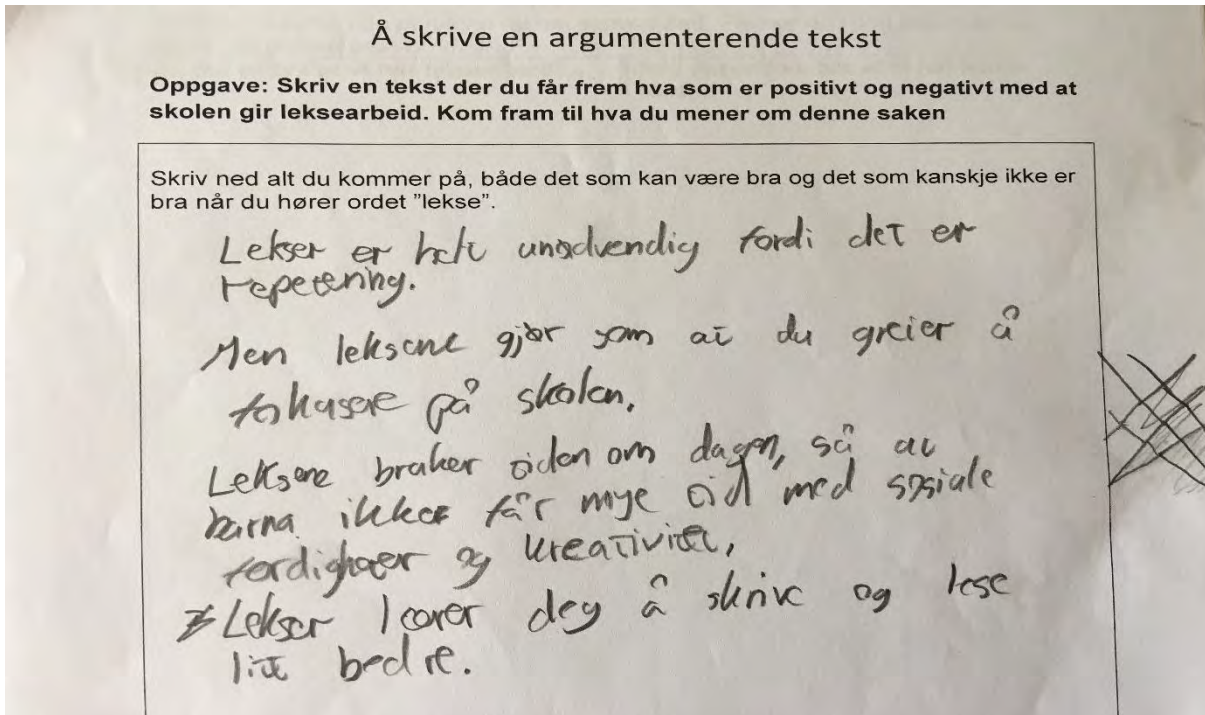 Å skrive en argumenterende tekst
Oppgave: Skriv en tekst der du får frem hva som er positivt og negativt med at
skolen gir leksearbeid. Kom fram til hva du mener om denne saken
Skriv ned alt du kommer på, både det som kan være bra og det som kanskje ikke er
bra når du hører ordet "lekse".
Lekser er helt unødvendig fordi det er
repetering.
Men leksene gjør som at du greier å
fokusere på skolen.
Leksene bruker tiden om dagen, så at
barna ikke får mye tid med sosiale
ferdigheter og kreativitet,
Lekser lærer deg å skrive og lese
litt bedre.